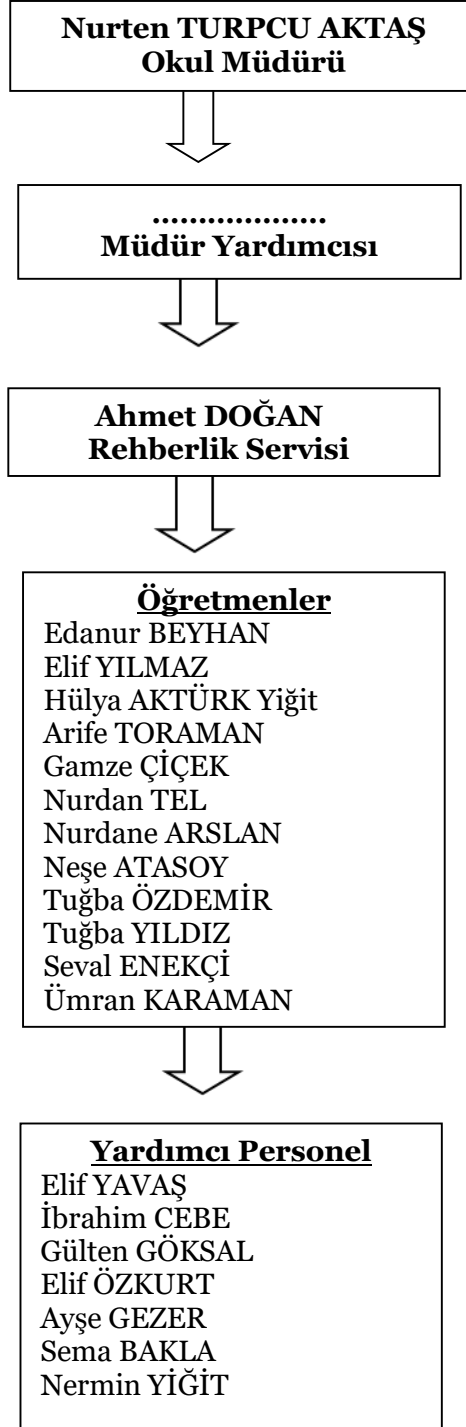 Nurten TURPCU AKTAŞ
Okul Müdürü
...................
Müdür Yardımcısı
Ahmet DOĞAN
Rehberlik Servisi
Öğretmenler
Edanur BEYHAN
Elif YILMAZ
Hülya AKTÜRK Yiğit
Arife TORAMAN
Gamze ÇİÇEK
Nurdan TEL
Nurdane ARSLAN
Neşe ATASOY
Tuğba ÖZDEMİR
Tuğba YILDIZ
Seval ENEKÇİ
Ümran KARAMAN
Yardımcı Personel
Elif YAVAŞ
İbrahim CEBE
Gülten GÖKSAL
Elif ÖZKURT
Ayşe GEZER
Sema BAKLA
Nermin YİĞİT